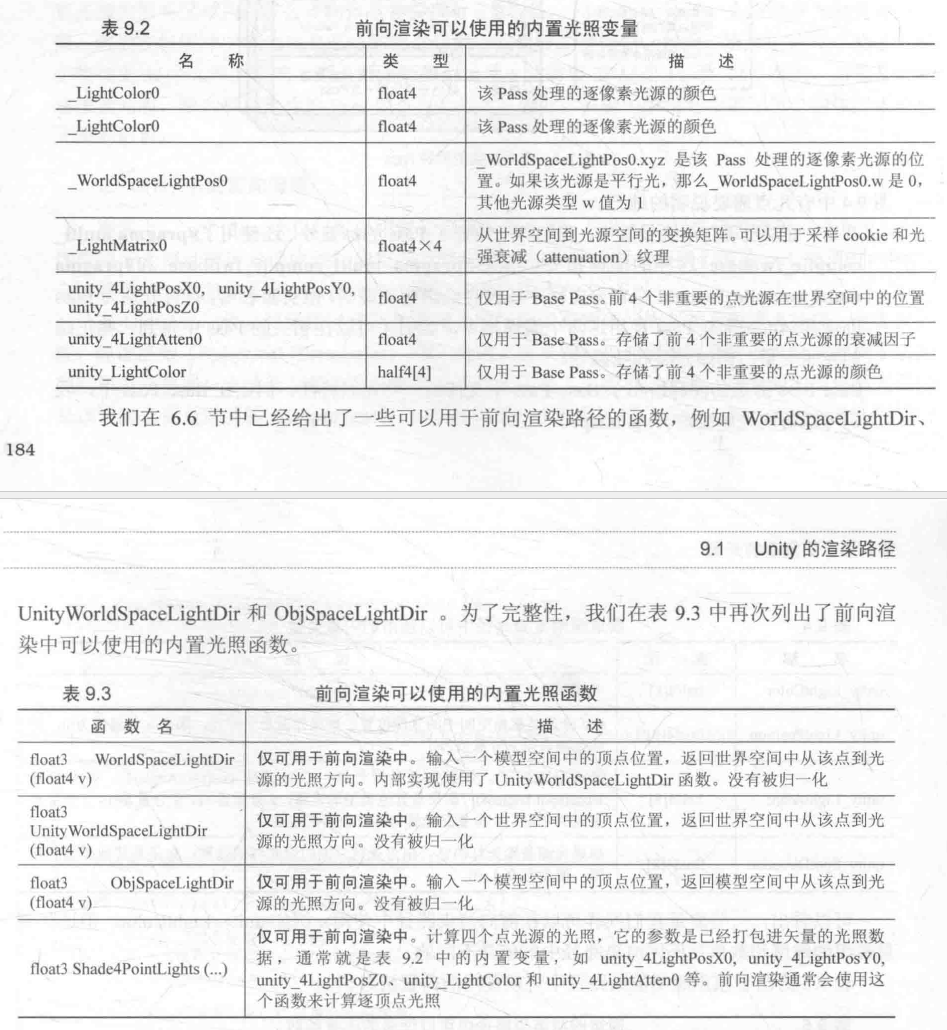 表 9.2 前向渲染可以使用的内置光照变量
名 称 类 型 描 述
_LightColor0 float4 该 Pass 处理的逐像素光源的颜色
_LightColor0 float4 该 Pass 处理的逐像素光源的颜色
_WorldSpaceLightPos0 float4 _WorldSpaceLightPos0.xyz 是该 Pass 处理的逐像素光源的位
置。如果该光源是平行光，那么_WorldSpaceLightPos0.w 是 0，
其他光源类型 w 值为 1
_LightMatrix0 float4×4 从世界空间到光源空间的变换矩阵。可以用于采样 cookie 和光
强衰减（attenuation）纹理
unity_4LightPosX0, unity_4LightPosY0,
unity_4LightPosZ0 float4 仅用于 Base Pass。前 4 个非重要的点光源在世界空间中的位置
unity_4LightAtten0 float4 仅用于 Base Pass。存储了前 4 个非重要的点光源的衰减因子
unity_LightColor half4[4] 仅用于 Base Pass。存储了前 4 个非重要的点光源的颜色
我们在 6.6 节中已经给出了一些可以用于前向渲染路径的函数，例如 WorldSpaceLightDir、
184
9.1 Unity 的渲染路径
UnityWorldSpaceLightDir 和 ObjSpaceLightDir 。为了完整性，我们在表 9.3 中再次列出了前向渲
染中可以使用的内置光照函数。
表 9.3 前向渲染可以使用的内置光照函数
函 数 名 描 述
float3 WorldSpaceLightDir
(float4 v)
仅可用于前向渲染中。输入一个模型空间中的顶点位置，返回世界空间中从该点到光
源的光照方向。内部实现使用了 UnityWorldSpaceLightDir 函数。没有被归一化
float3
UnityWorldSpaceLightDir
(float4 v)
仅可用于前向渲染中。输入一个世界空间中的顶点位置，返回世界空间中从该点到光
源的光照方向。没有被归一化
float3 ObjSpaceLightDir
(float4 v)
仅可用于前向渲染中。输入一个模型空间中的顶点位置，返回模型空间中从该点到光
源的光照方向。没有被归一化
float3 Shade4PointLights (...)
仅可用于前向渲染中。计算四个点光源的光照，它的参数是已经打包进矢量的光照数
据，通常就是表 9.2 中的内置变量，如 unity_4LightPosX0, unity_4LightPosY0,
unity_4LightPosZ0、unity_LightColor 和 unity_4LightAtten0 等。前向渲染通常会使用这
个函数来计算逐顶点光照